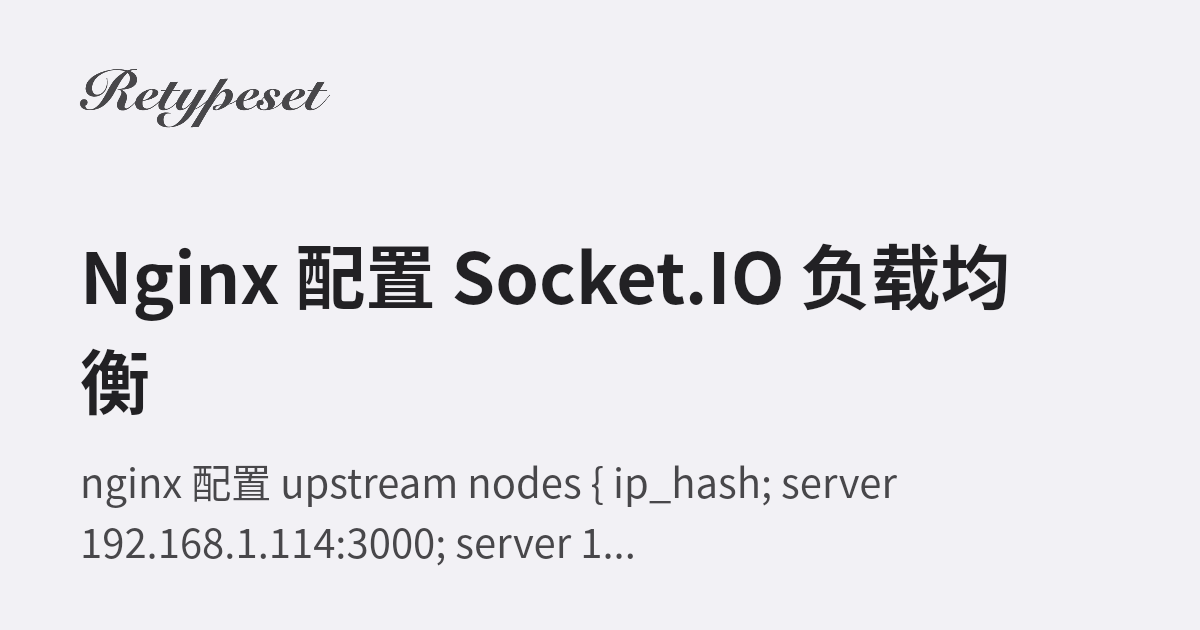 Retypeset
Nginx 配置 Socket.IO 负载均
衡
nginx 配置 upstream nodes { ip_hash; server
192.168.1.114:3000; server 1...